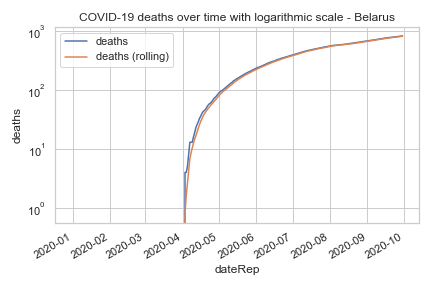 COVID-19 deaths over time with logarithmic scale - Belarus
deaths
deaths (rolling)
10³
10²
10¹
10⁰
deaths
2020-01
2020-02
2020-03
2020-04
2020-05
2020-06
2020-07
2020-08
2020-09
2020-10
dateRep